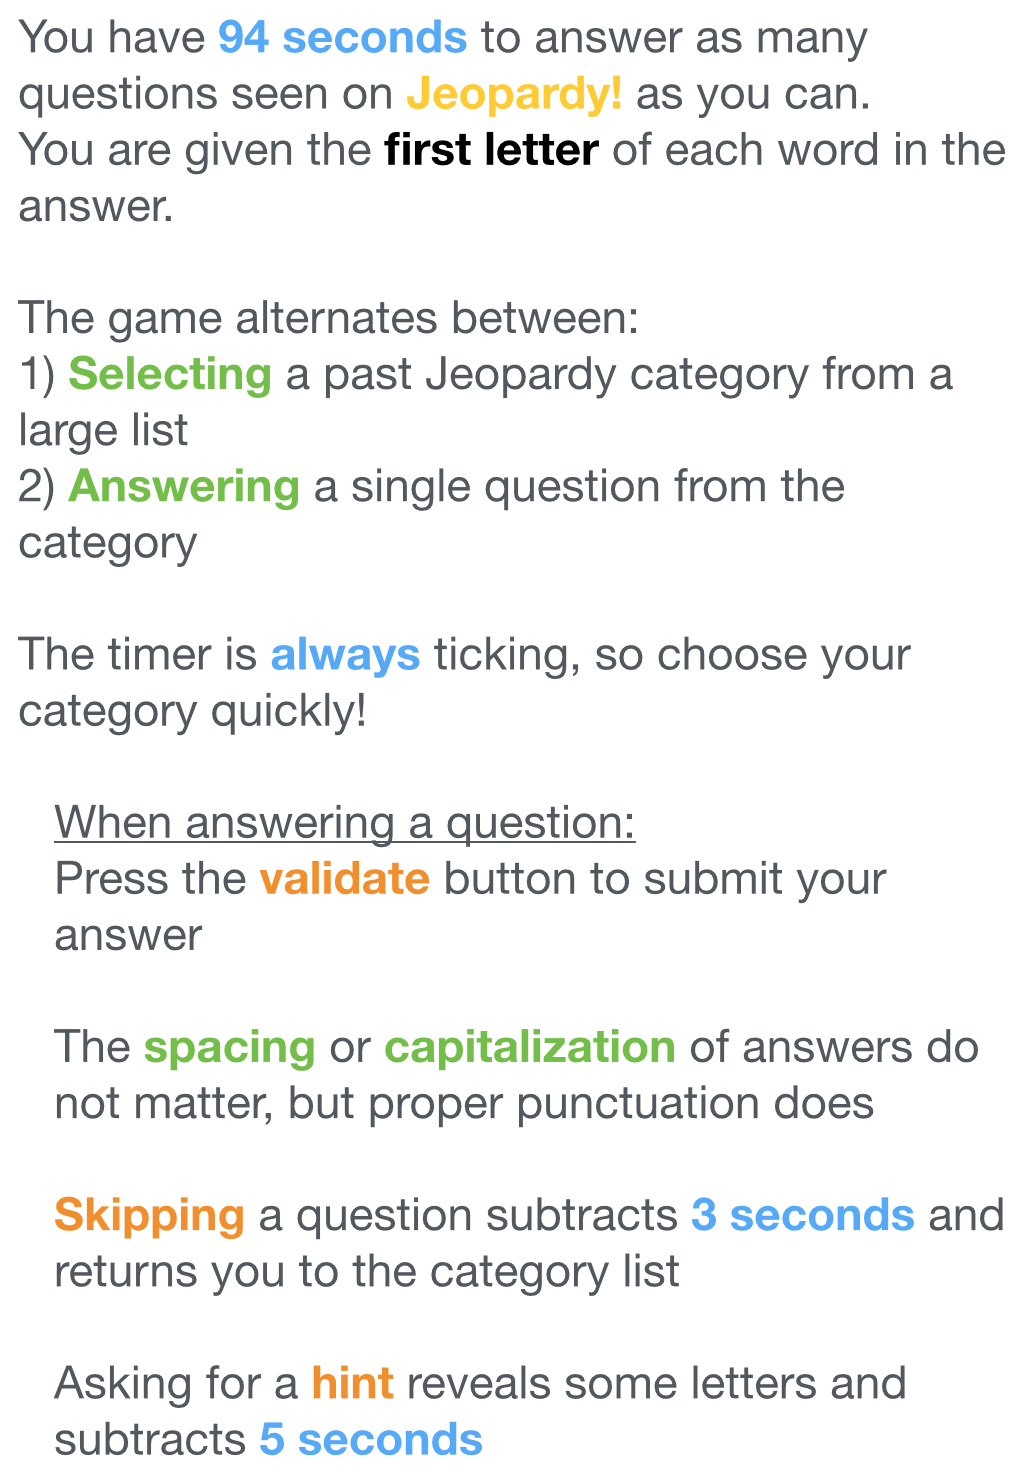 You have 94 seconds to answer as many
questions seen on Jeopardy! as you can.
You are given the first letter of each word in the
answer.
The game alternates between:
1) Selecting a past Jeopardy category from a
large list
2) Answering a single question from the
category
The timer is always ticking, so choose your
category quickly!
When answering a question:
Press the validate button to submit your
answer
The spacing or capitalization of answers do
not matter, but proper punctuation does
Skipping a question subtracts 3 seconds and
returns you to the category list
Asking for a hint reveals some letters and
subtracts 5 seconds